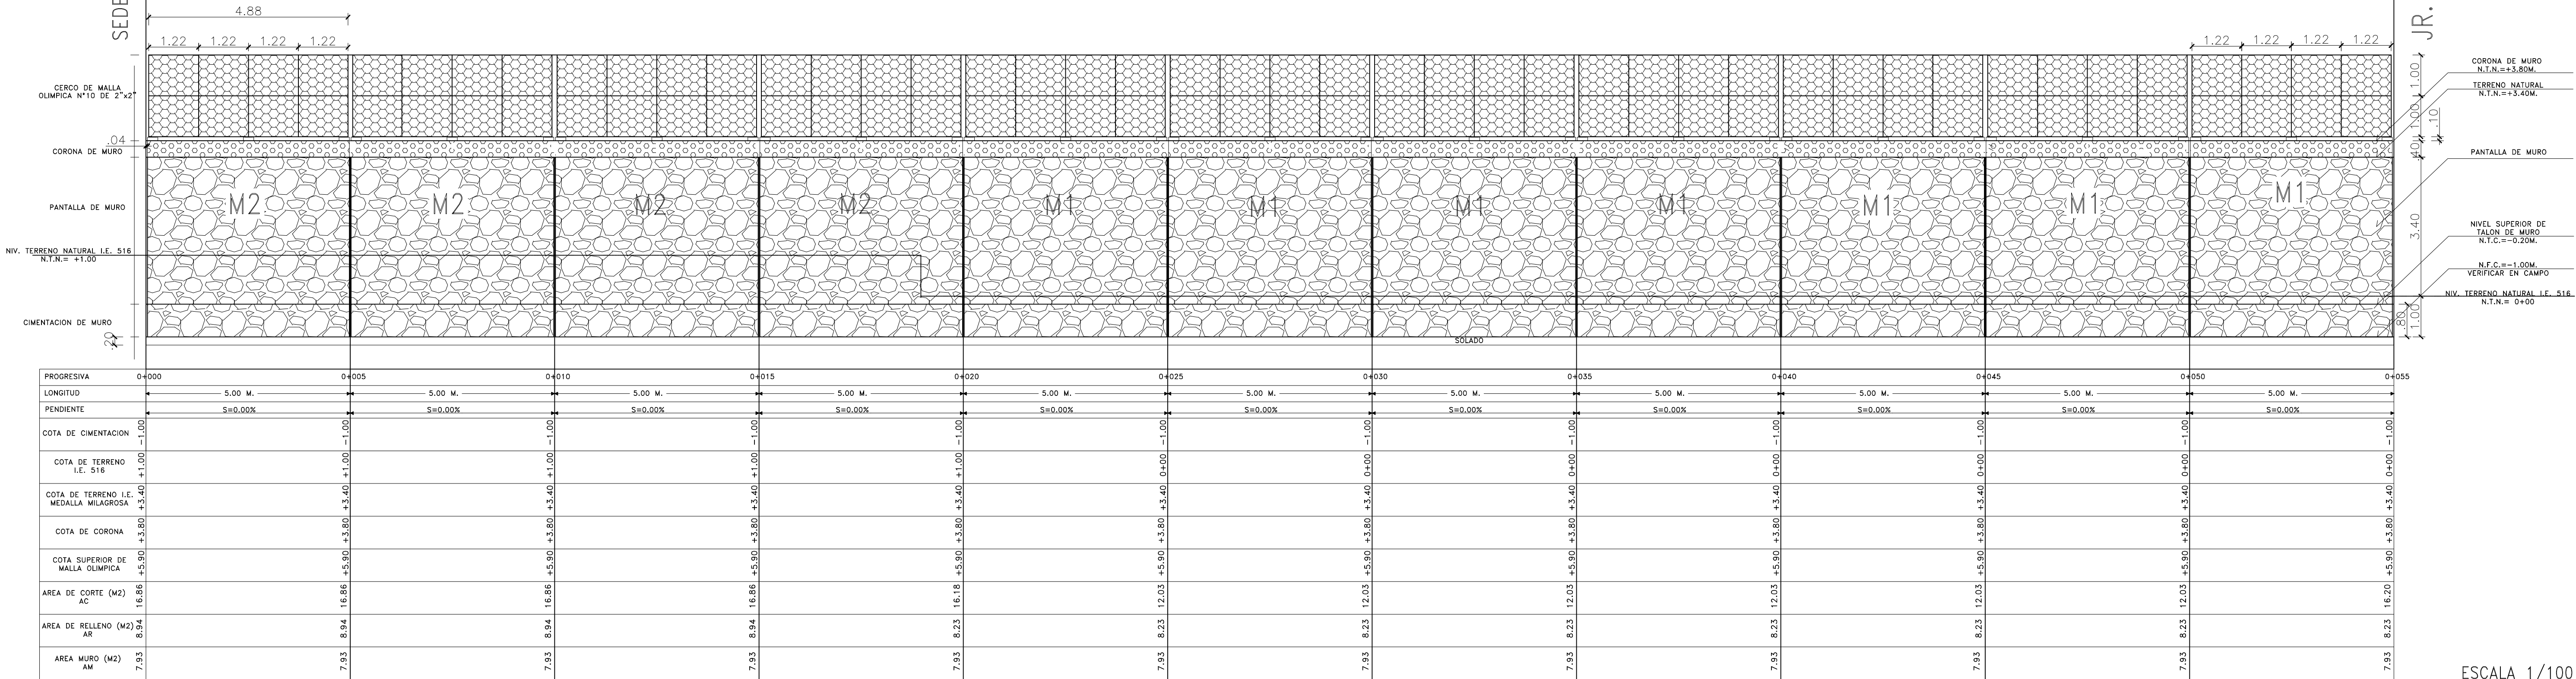 SEDE
4.88
1.22 1.22 1.22 1.22
1.22 1.22 1.22 1.22
JR.
CERCO DE MALLA
OLIMPICA N°10 DE 2"x2"
.04
CORONA DE MURO
PANTALLA DE MURO
NIV. TERRENO NATURAL I.E. 516
N.T.N.= +1.00
CIMENTACION DE MURO
.20
M2 M2 M2 M2 M1 M1 M1 M1 M1 M1 M1
SOLADO
1.00
1.00
.10
.40
3.40
.80
1.00
CORONA DE MURO
N.T.N.=+3.80M.
TERRENO NATURAL
N.T.N.=+3.40M.
PANTALLA DE MURO
NIVEL SUPERIOR DE
TALON DE MURO
N.T.C.=-0.20M.
N.F.C.=-1.00M.
VERIFICAR EN CAMPO
NIV. TERRENO NATURAL I.E. 516
N.T.N.= 0+00
PROGRESIVA 0+000 0+005 0+010 0+015 0+020 0+025 0+030 0+035 0+040 0+045 0+050 0+055
LONGITUD 5.00 M. 5.00 M. 5.00 M. 5.00 M. 5.00 M. 5.00 M. 5.00 M. 5.00 M. 5.00 M. 5.00 M. 5.00 M.
PENDIENTE S=0.00% S=0.00% S=0.00% S=0.00% S=0.00% S=0.00% S=0.00% S=0.00% S=0.00% S=0.00% S=0.00%
COTA DE CIMENTACION -1.00 -1.00 -1.00 -1.00 -1.00 -1.00 -1.00 -1.00 -1.00 -1.00 -1.00 -1.00
COTA DE TERRENO
I.E. 516
+1.00 +1.00 +1.00 +1.00 +1.00 0+00 0+00 0+00 0+00 0+00 0+00 0+00
COTA DE TERRENO I.E.
MEDALLA MILAGROSA
+3.40 +3.40 +3.40 +3.40 +3.40 +3.40 +3.40 +3.40 +3.40 +3.40 +3.40 +3.40
COTA DE CORONA +3.80 +3.80 +3.80 +3.80 +3.80 +3.80 +3.80 +3.80 +3.80 +3.80 +3.80 +3.80
COTA SUPERIOR DE
MALLA OLIMPICA
+5.90 +5.90 +5.90 +5.90 +5.90 +5.90 +5.90 +5.90 +5.90 +5.90 +5.90 +5.90
AREA DE CORTE (M2)
AC
16.86 16.86 16.86 16.86 16.18 12.03 12.03 12.03 12.03 12.03 12.03 16.20
AREA DE RELLENO (M2)
AR
8.94 8.94 8.94 8.94 8.23 8.23 8.23 8.23 8.23 8.23 8.23 8.23
AREA MURO (M2)
AM
7.93 7.93 7.93 7.93 7.93 7.93 7.93 7.93 7.93 7.93 7.93 7.93
ESCALA 1/100